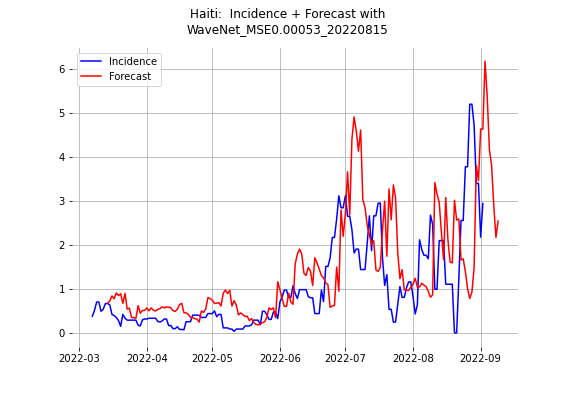 Haiti:  Incidence + Forecast with
WaveNet_MSE0.00053_20220815
Incidence
Forecast
6
5
4
3
2
1
0
2022-03 2022-04 2022-05 2022-06 2022-07 2022-08 2022-09